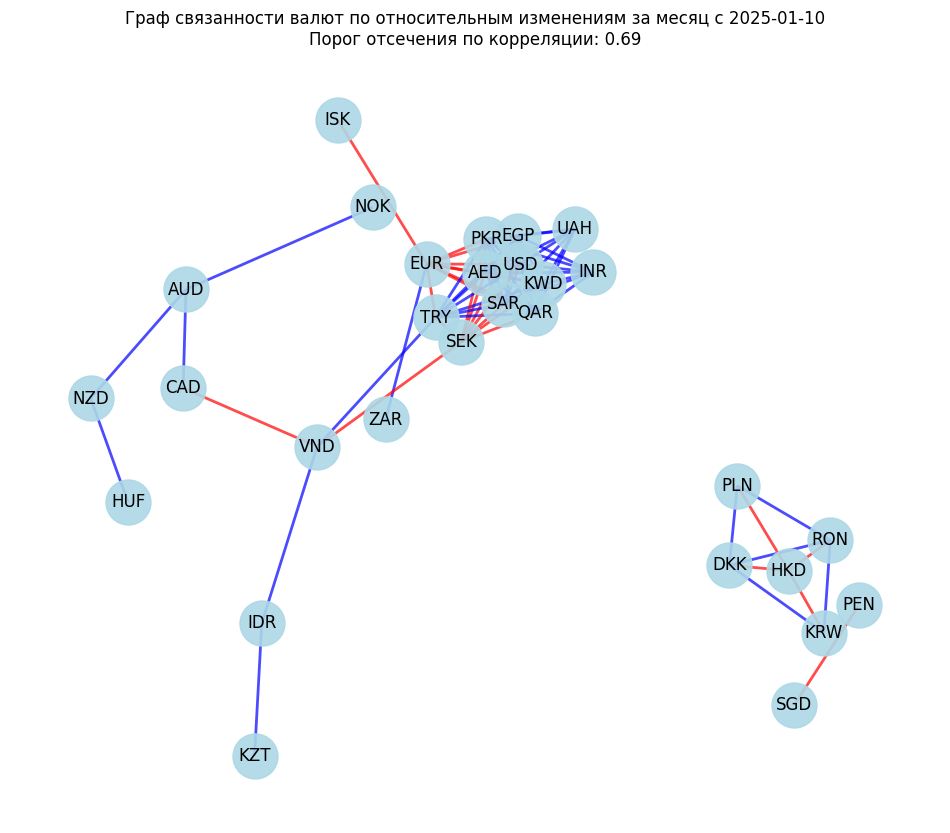 Граф связанности валют по относительным изменениям за месяц с 2025-01-10
Порог отсечения по корреляции: 0.69
ISK
NOK
PKR
EGP
UAH
EUR
AED
USD
INR
KWD
AUD
SAR
QAR
TRY
SEK
CAD
NZD
ZAR
VND
HUF
PLN
RON
DKK
HKD
PEN
IDR
KRW
SGD
KZT